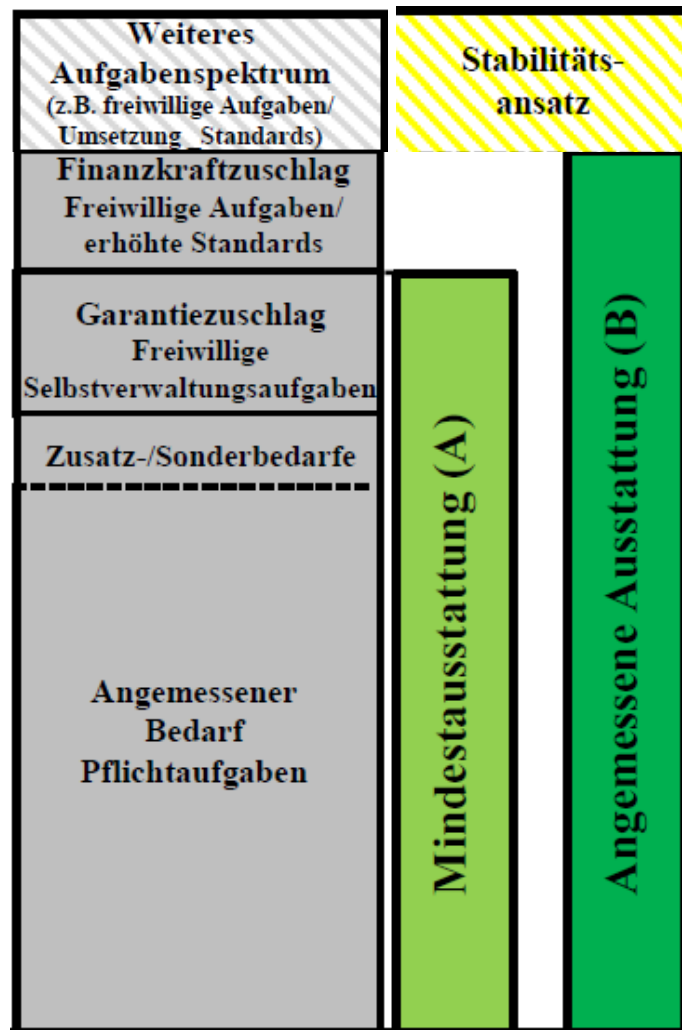 Weiteres
Aufgabenspektrum
(z.B. freiwillige Aufgaben/
Umsetzung_Standards)
Finanzkraftzuschlag
Freiwillige Aufgaben/
erhöhte Standards
Garantiezuschlag
Freiwillige
Selbstverwaltungsaufgaben
Zusatz-/Sonderbedarfe
Angemessener
Bedarf
Pflichtaufgaben
Stabilitäts-
ansatz
Mindestausstattung (A)
Angemessene Ausstattung (B)